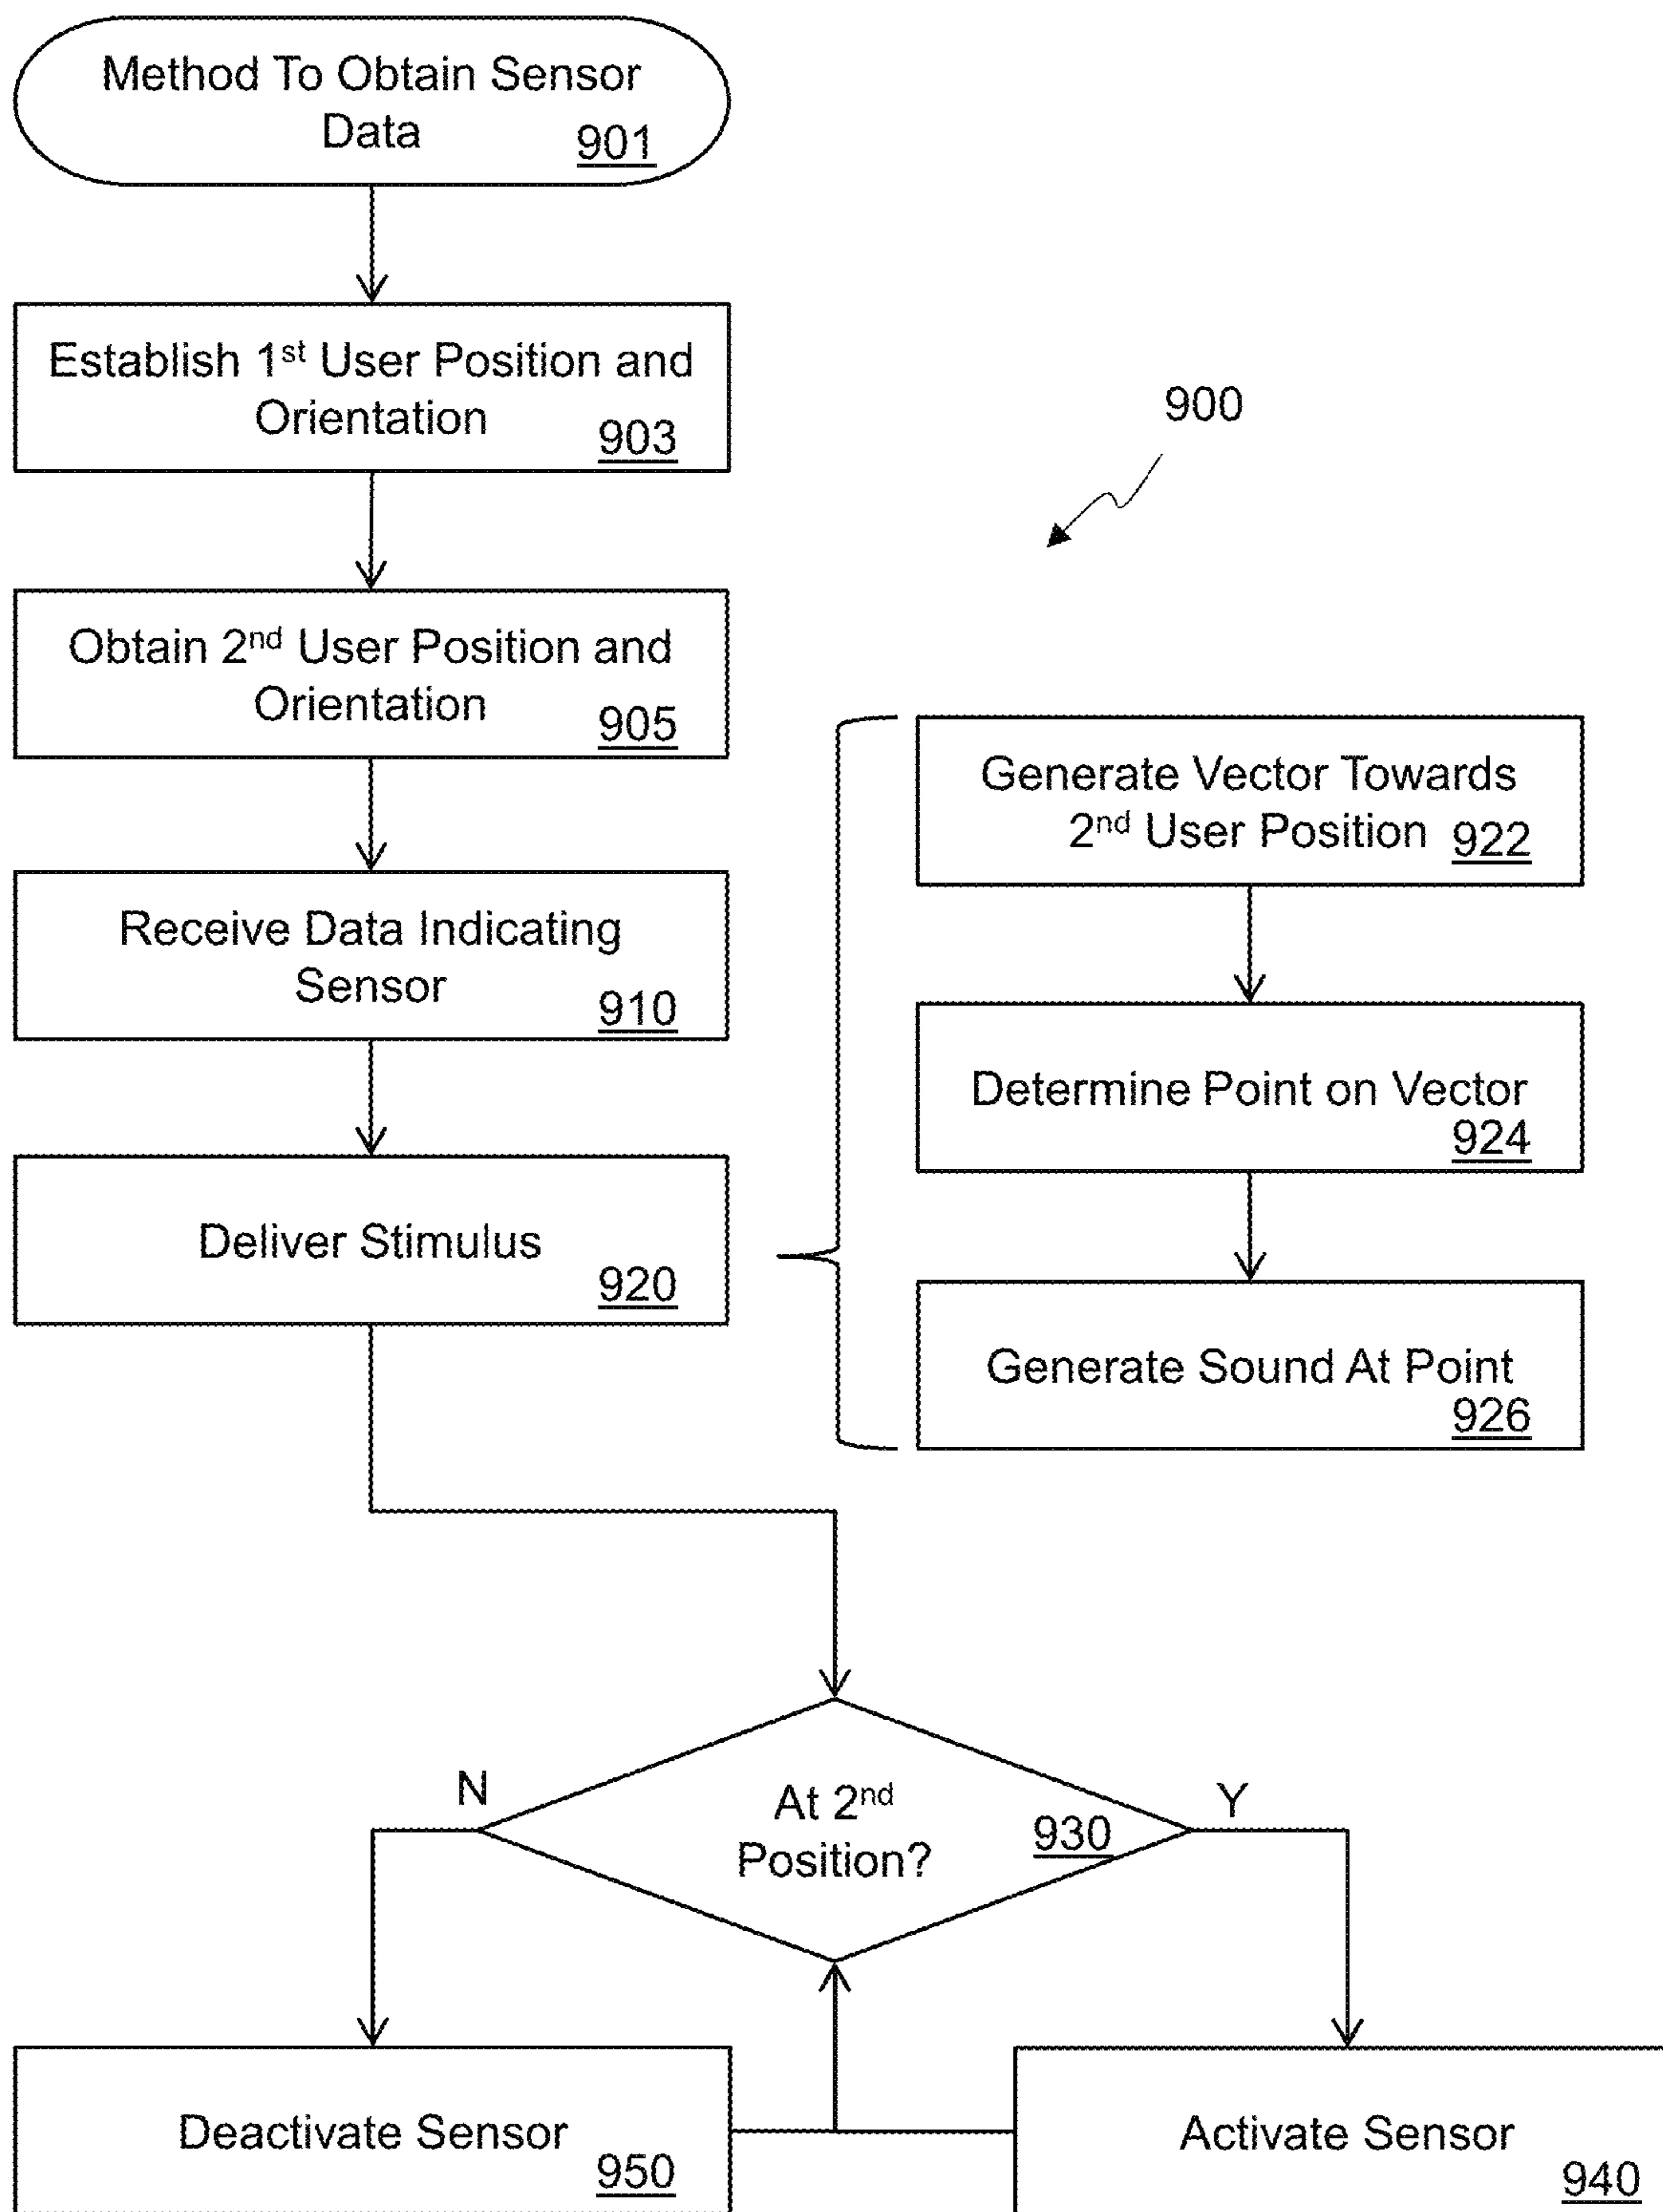 Method To Obtain Sensor
Data
901
Establish 1st User Position and
Orientation
903
900
Obtain 2nd User Position and
Orientation
905
Receive Data Indicating
Sensor
910
Deliver Stimulus
920
Generate Vector Towards
2nd User Position 922
Determine Point on Vector
924
Generate Sound At Point
926
N
At 2nd
Position?
930
Y
Deactivate Sensor
950
Activate Sensor
940